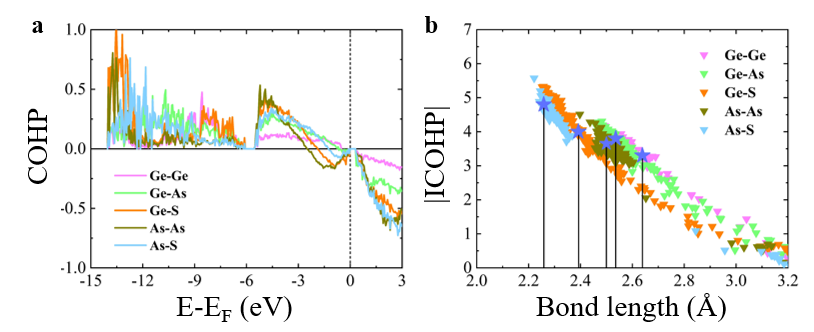 a
COHP
1.0
0.5
0.0
-0.5
-1.0
Ge-Ge
Ge-As
Ge-S
As-As
As-S
-15 -12 -9 -6 -3 0 3
E-E_F (eV)
b
|ICOHP|
7
6
5
4
3
2
1
0
Ge-Ge
Ge-As
Ge-S
As-As
As-S
2.0 2.2 2.4 2.6 2.8 3.0 3.2
Bond length (Å)